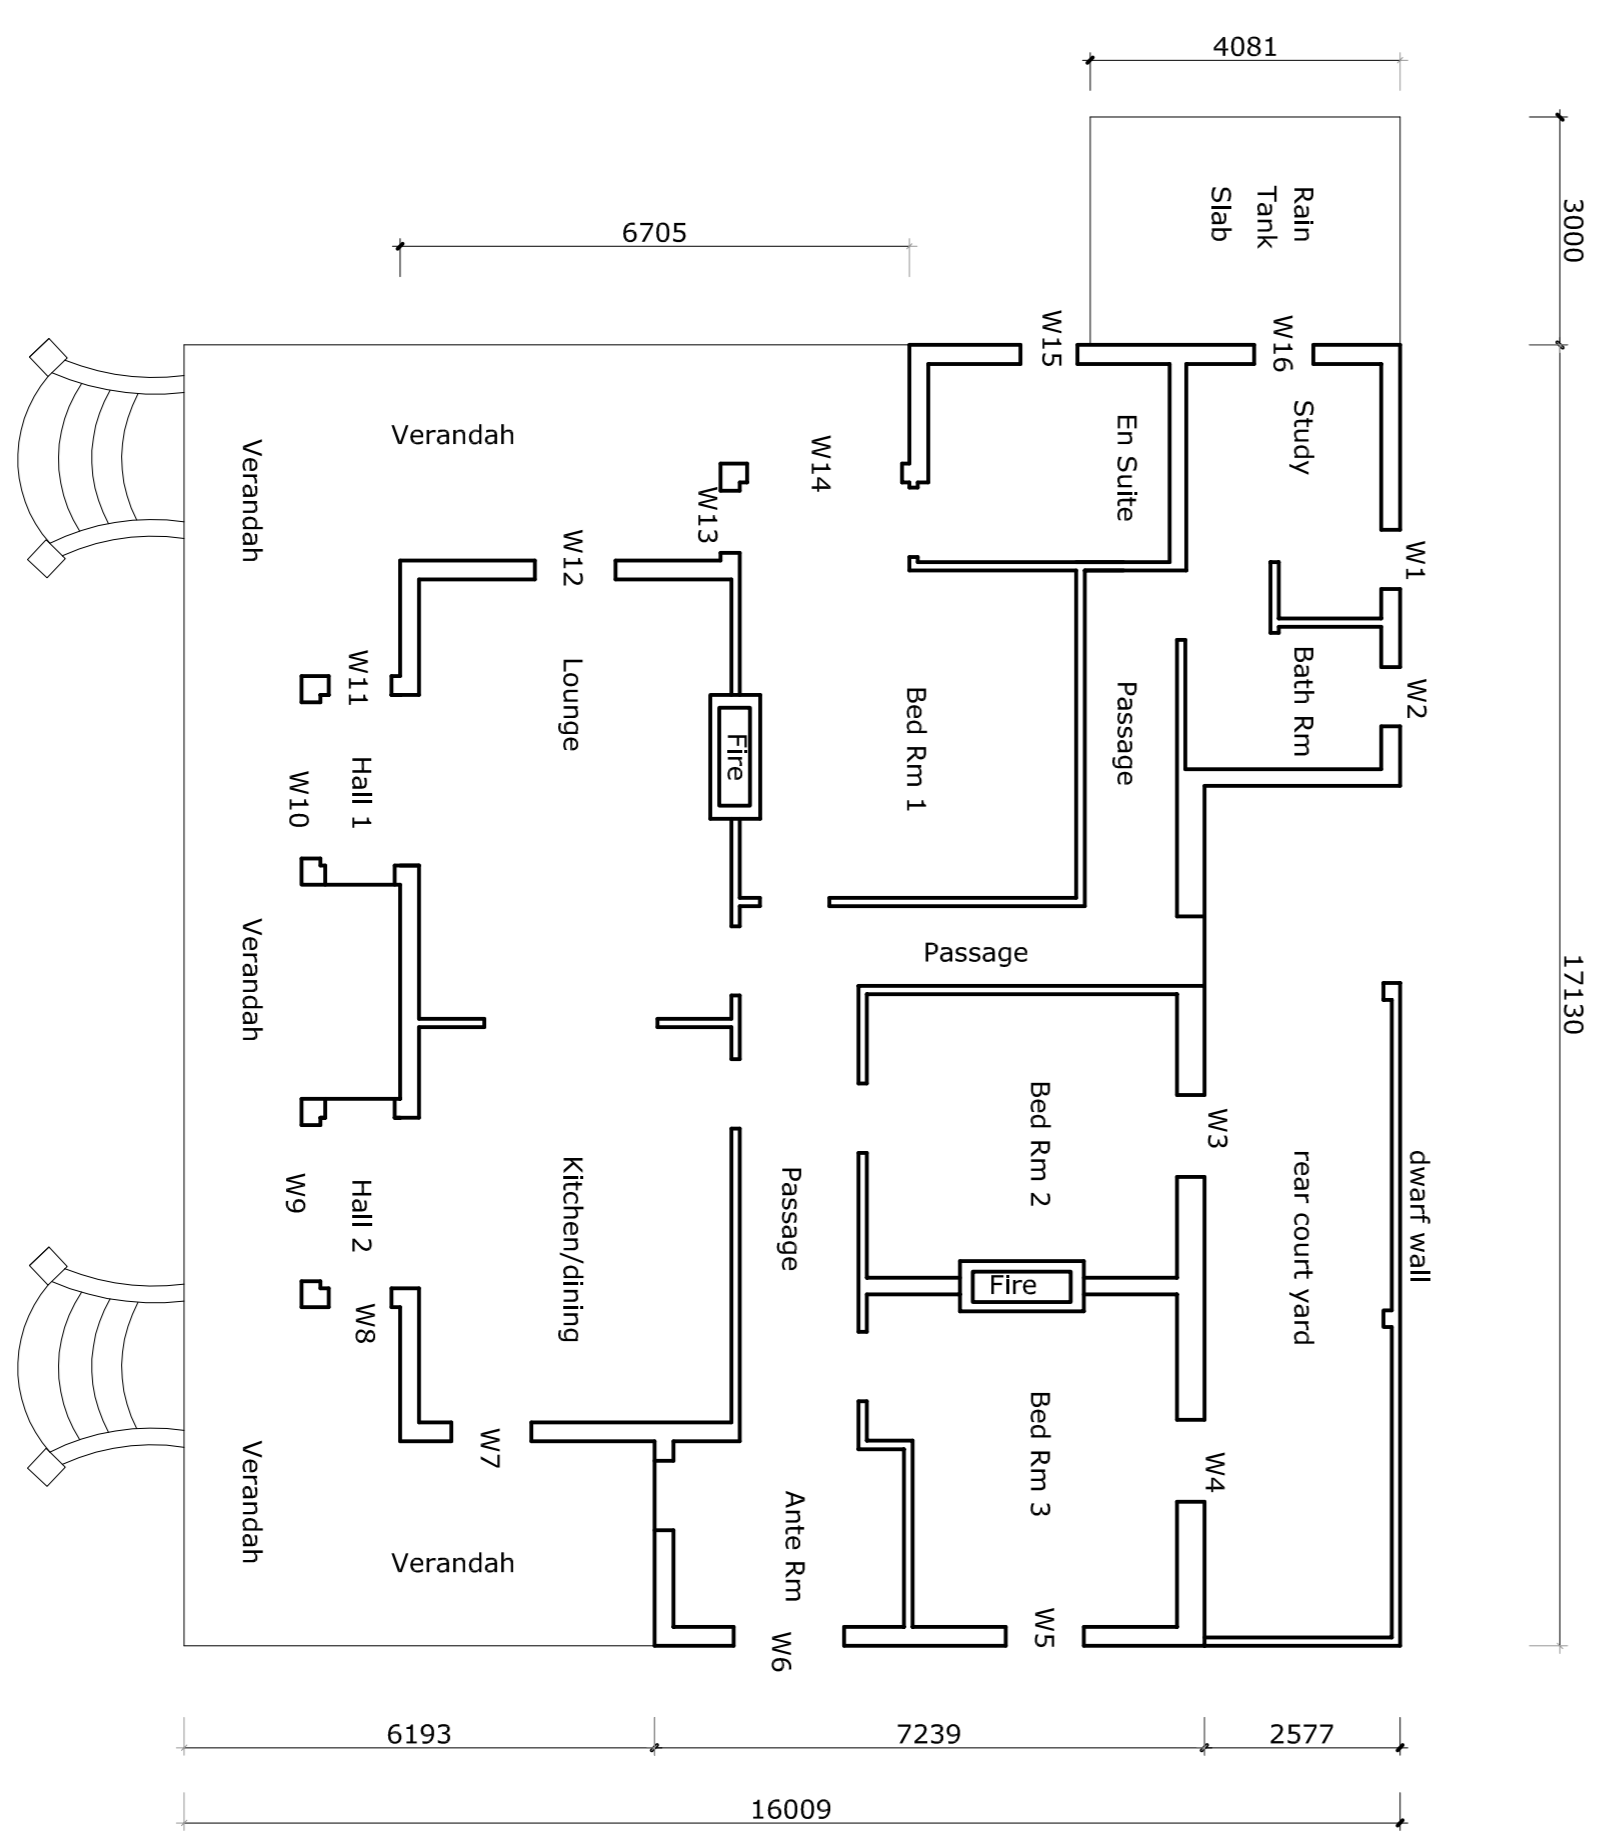 4081
3000
6705
Rain
Tank
Slab
W15
W16
Study
En Suite
Verandah
Verandah
W14
W13
W12
W1
W11
Lounge
Bath Rm
W2
Bed Rm 1
Passage
Fire
Hall 1
W10
Verandah
Passage
17130
Bed Rm 2
W3
dwarf wall
rear court yard
Kitchen/dining
Passage
W9
Hall 2
Fire
W8
Bed Rm 3
W7
W4
Verandah
Ante Rm
Verandah
W6
W5
6193
7239
2577
16009